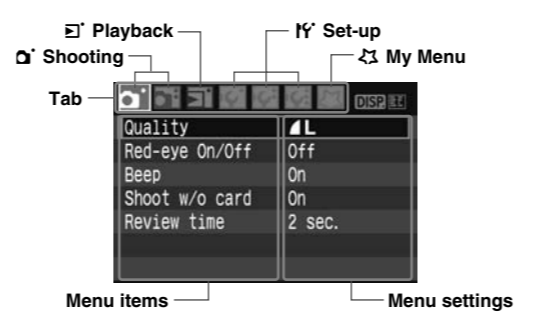 Playback
Set-up
Shooting
My Menu
Tab
DISP.
Quality L
Red-eye On/Off Off
Beep On
Shoot w/o card On
Review time 2 sec.
Menu items
Menu settings